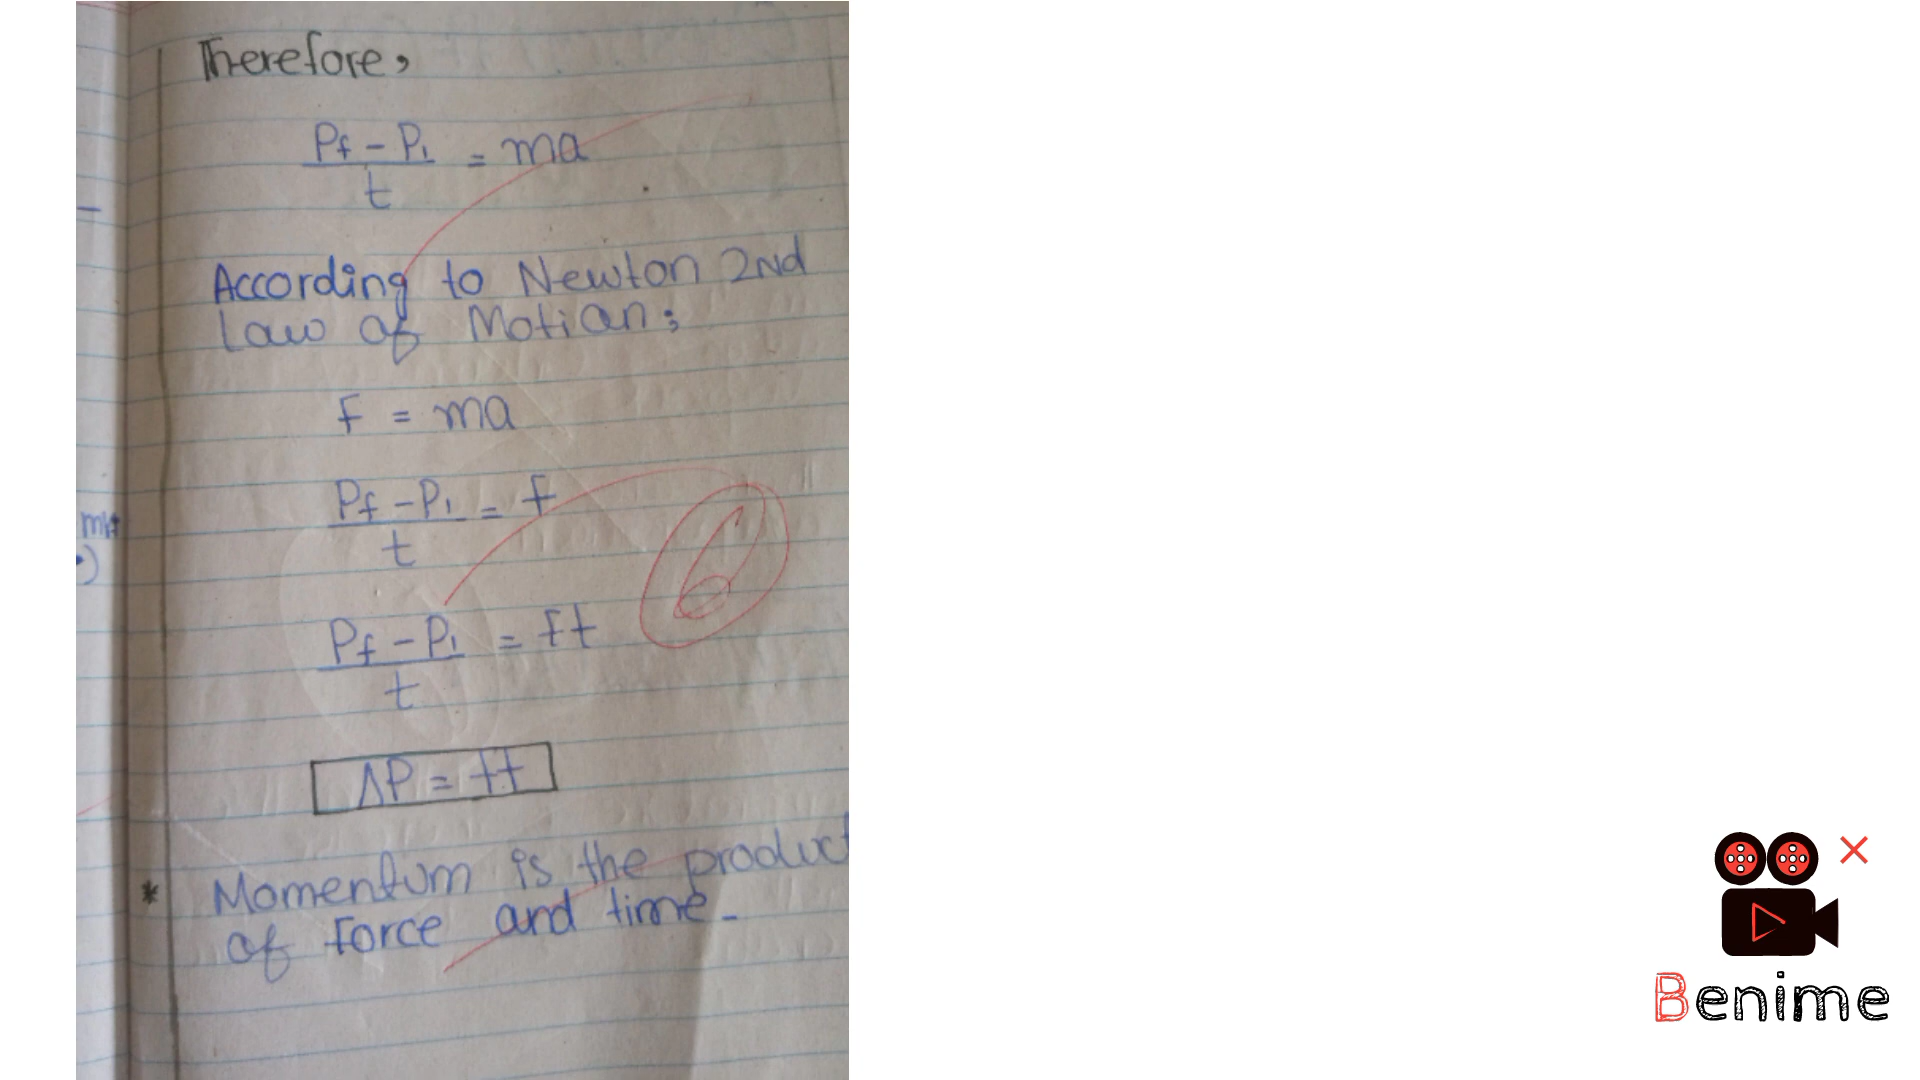 Therefore,
Pf - Pi
t
= ma
According to Newton 2nd
Law of Motion;
F = ma
Pf - Pi
t
= F
Pf - Pi
t
= Ft
ΔP = Ft
* Momentum is the product
of Force and time-
6
Benime